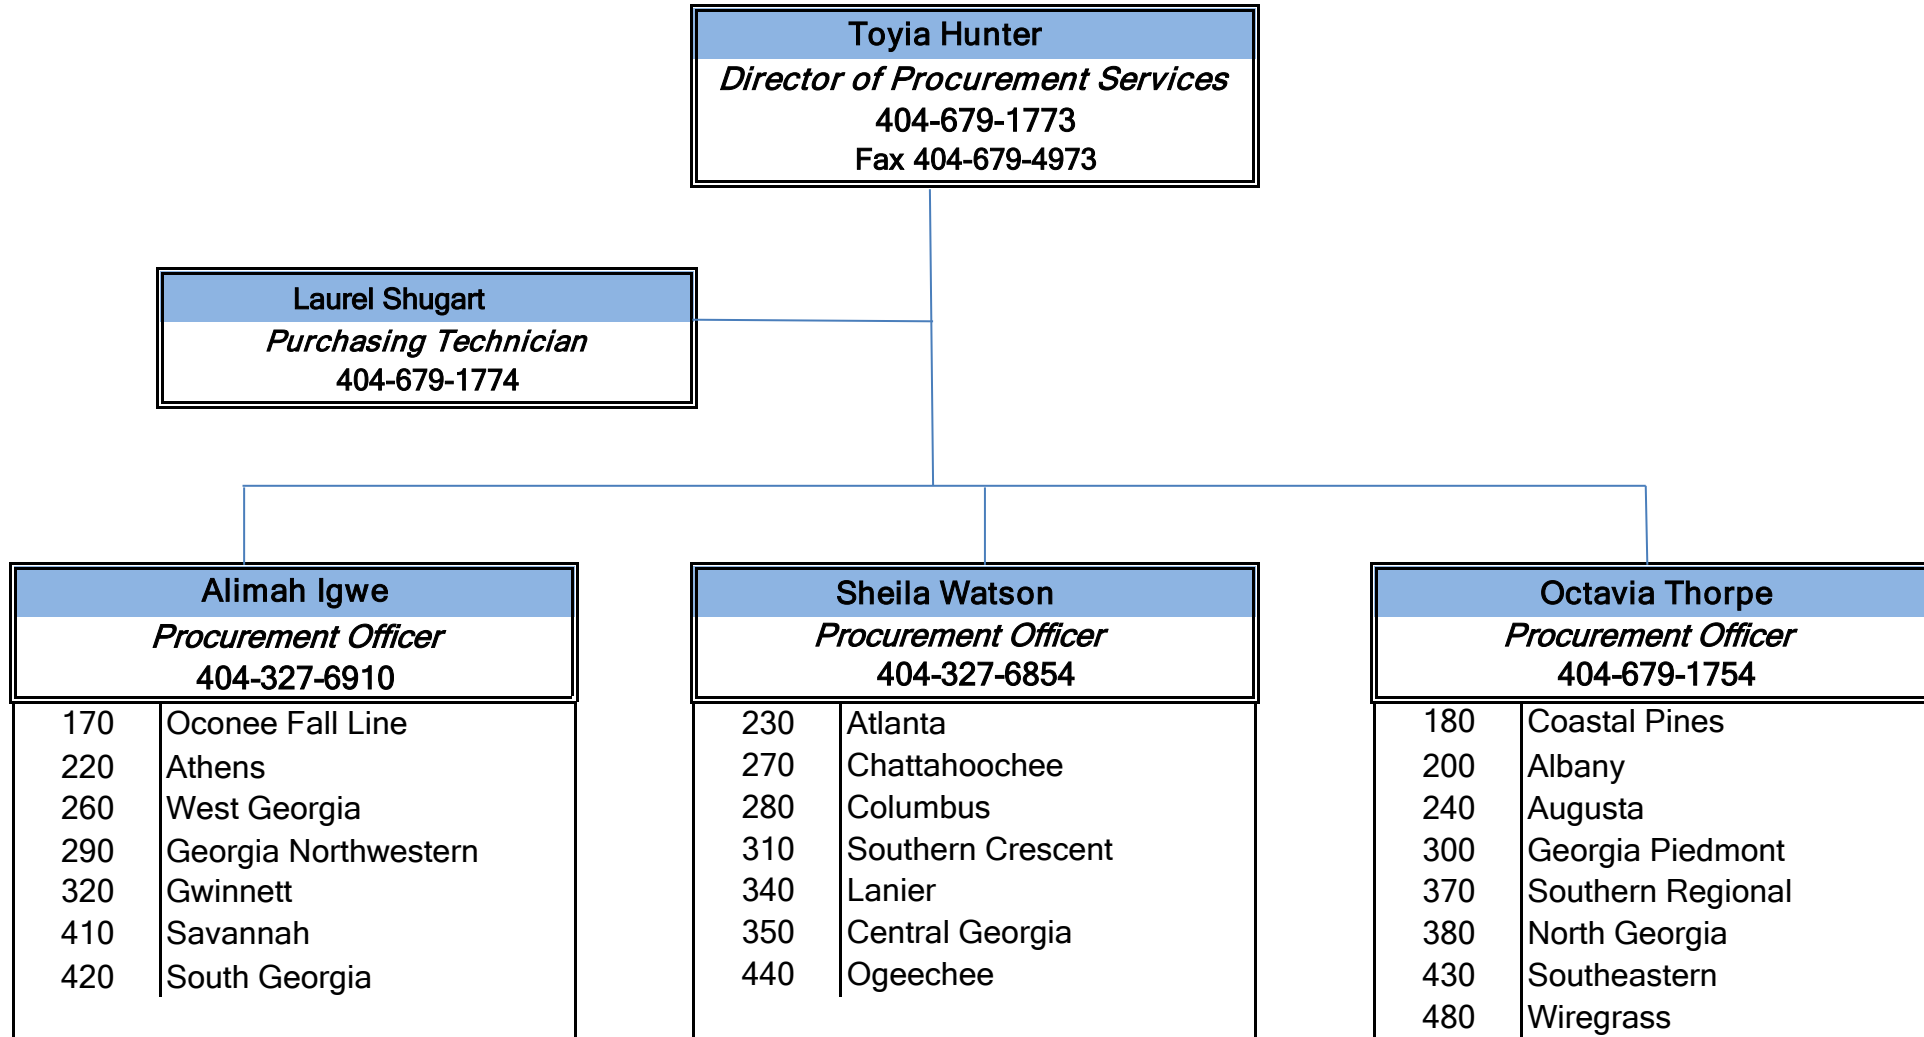 Toyia Hunter
Director of Procurement Services
404-679-1773
Fax 404-679-4973
Laurel Shugart
Purchasing Technician
404-679-1774
Alimah Igwe
Procurement Officer
404-327-6910
170 Oconee Fall Line
220 Athens
260 West Georgia
290 Georgia Northwestern
320 Gwinnett
410 Savannah
420 South Georgia
Sheila Watson
Procurement Officer
404-327-6854
230 Atlanta
270 Chattahoochee
280 Columbus
310 Southern Crescent
340 Lanier
350 Central Georgia
440 Ogeechee
Octavia Thorpe
Procurement Officer
404-679-1754
180 Coastal Pines
200 Albany
240 Augusta
300 Georgia Piedmont
370 Southern Regional
380 North Georgia
430 Southeastern
480 Wiregrass